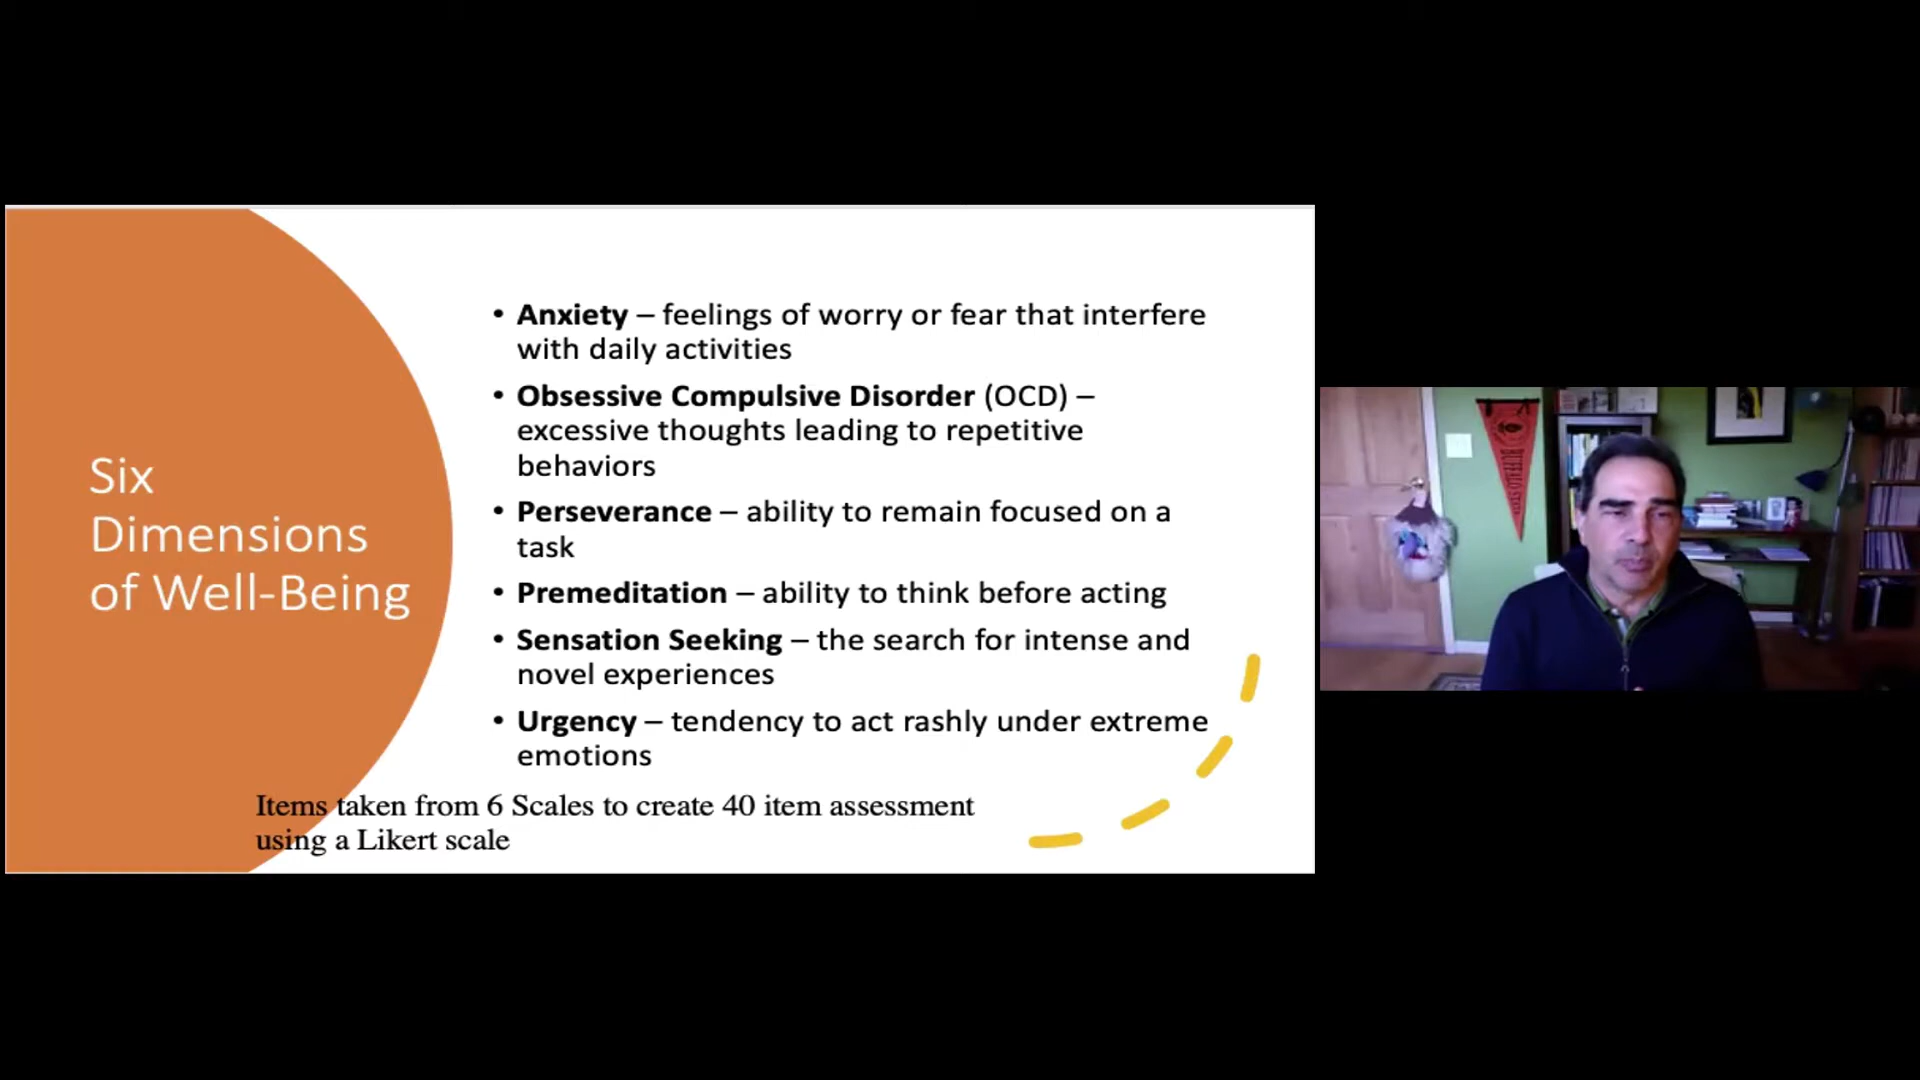 Six
Dimensions
of Well-Being
• Anxiety – feelings of worry or fear that interfere
with daily activities
• Obsessive Compulsive Disorder (OCD) –
excessive thoughts leading to repetitive
behaviors
• Perseverance – ability to remain focused on a
task
• Premeditation – ability to think before acting
• Sensation Seeking – the search for intense and
novel experiences
• Urgency – tendency to act rashly under extreme
emotions
Items taken from 6 Scales to create 40 item assessment
using a Likert scale
BUFFALO STATE